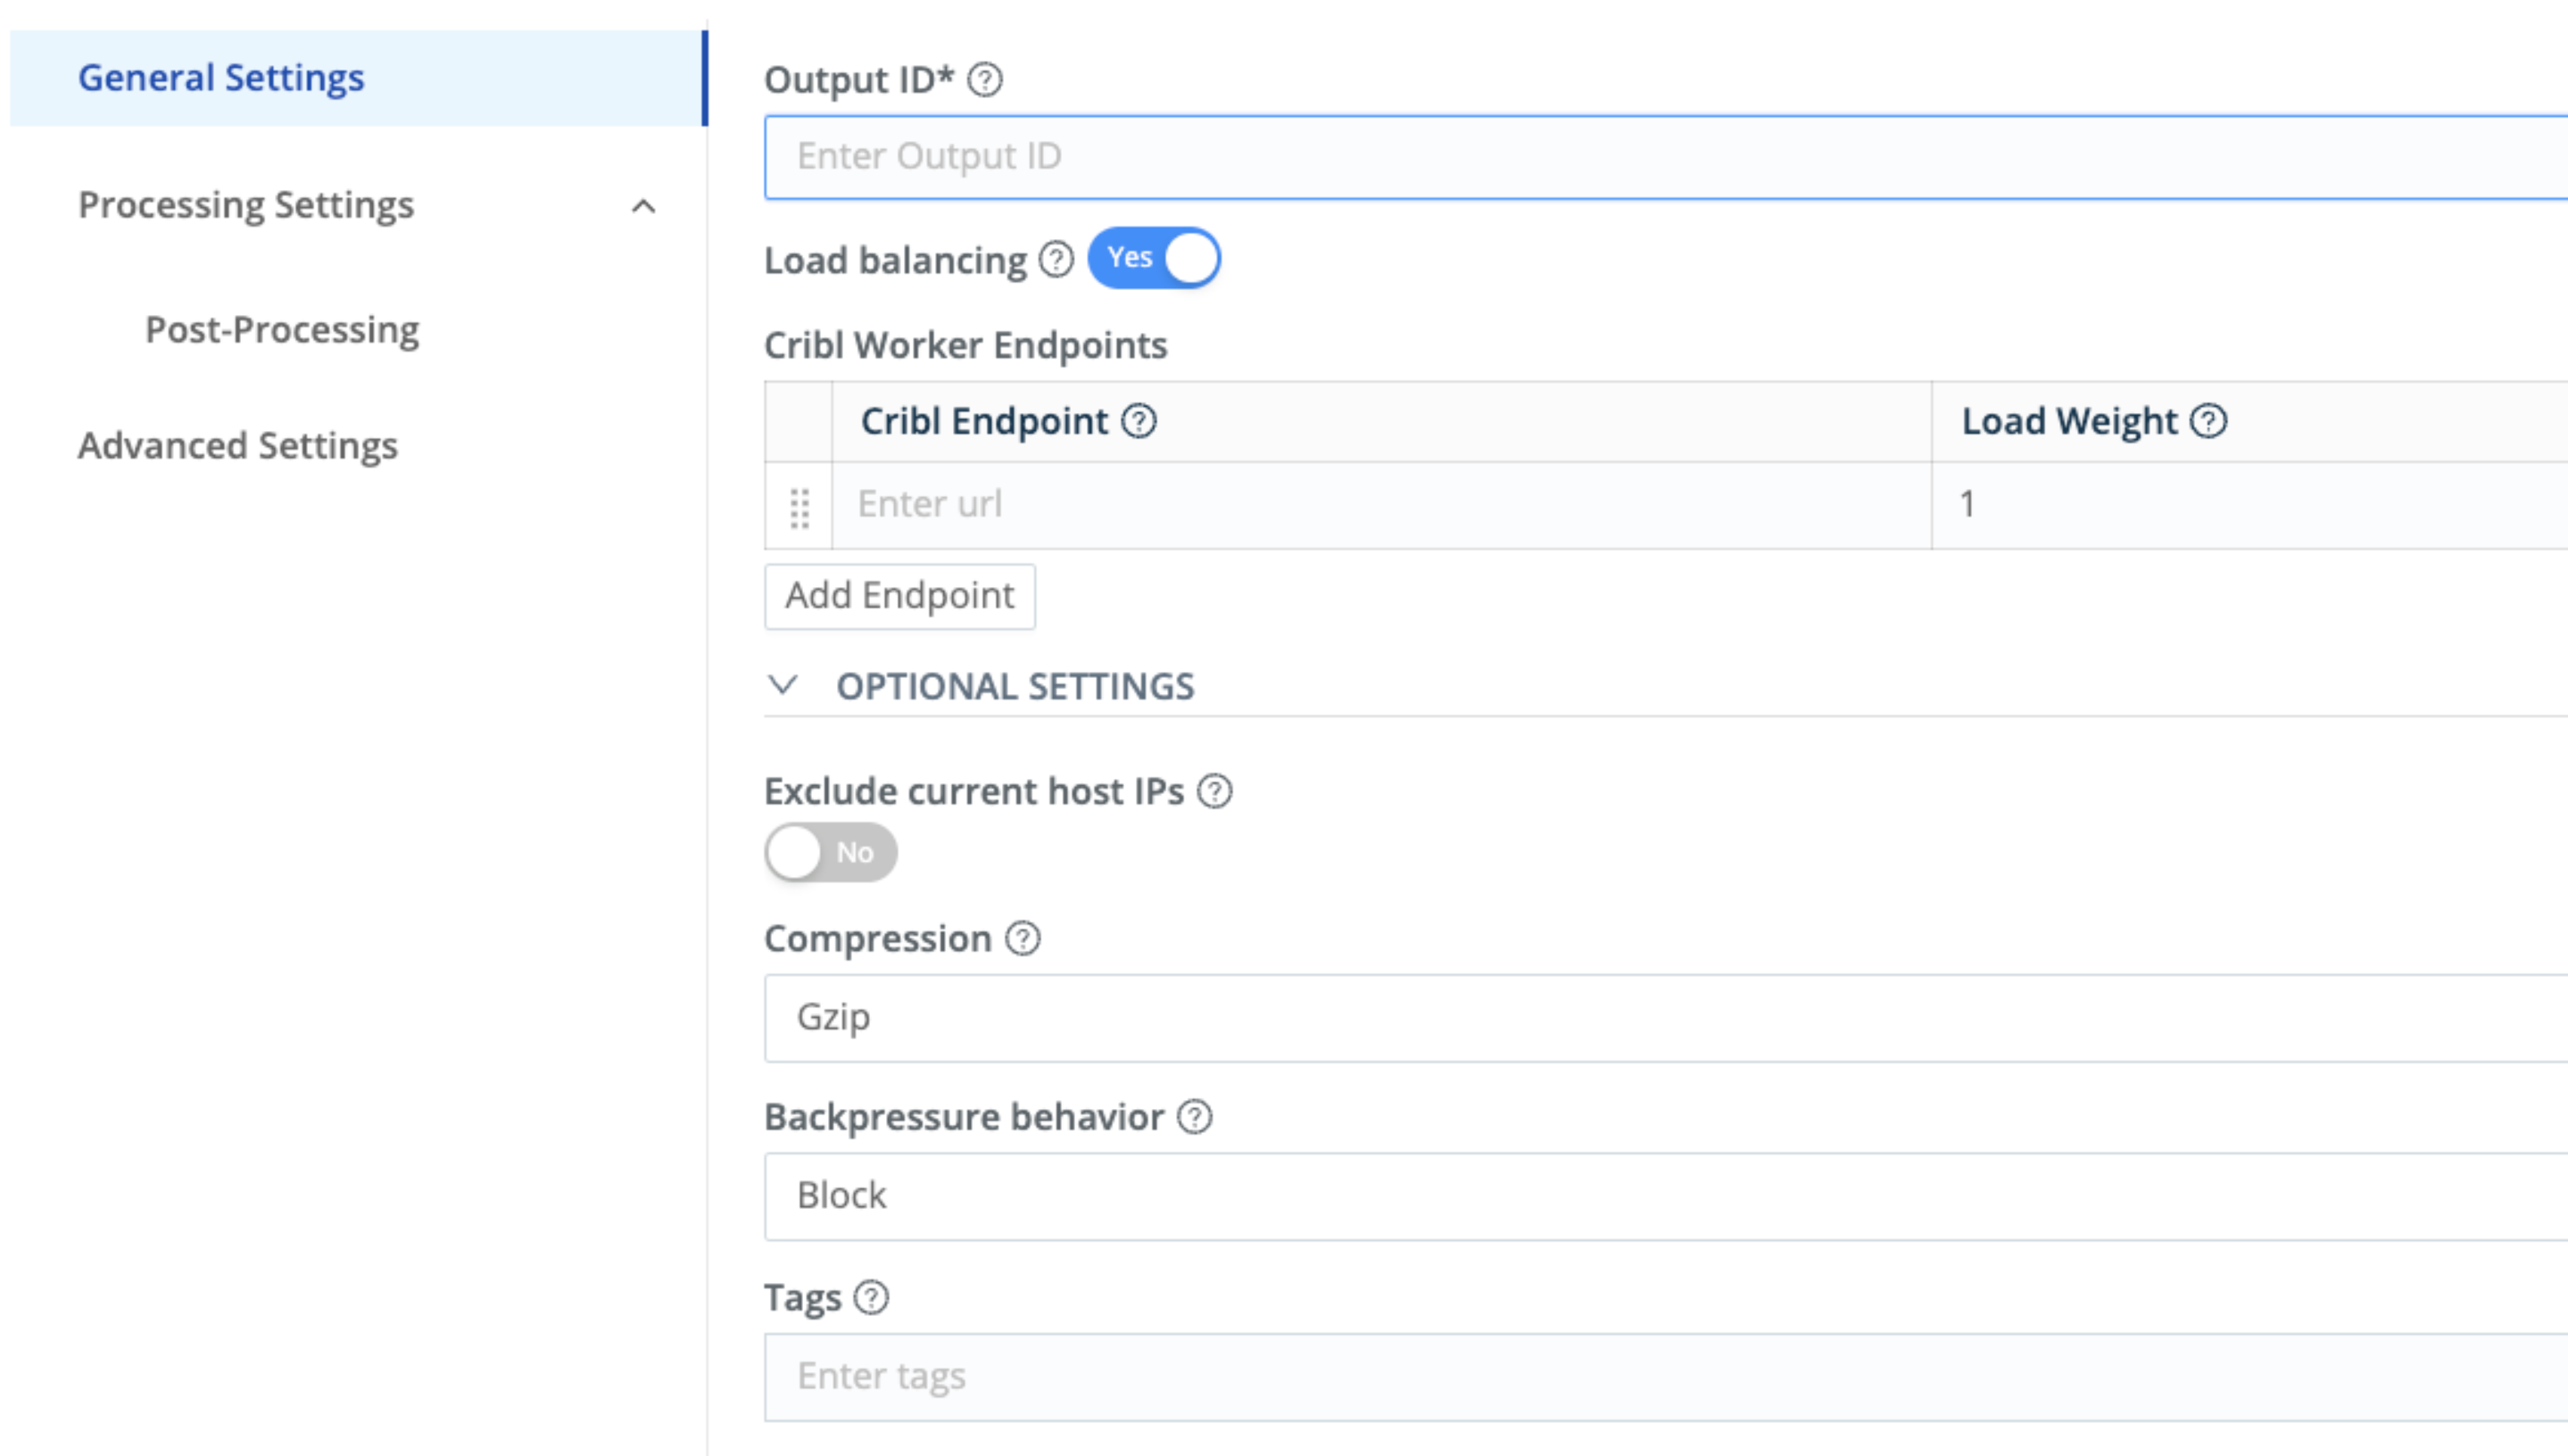 General Settings
Processing Settings
Post-Processing
Advanced Settings
Output ID*
Enter Output ID
Load balancing Yes
Cribl Worker Endpoints
Cribl Endpoint Load Weight
Enter url 1
Add Endpoint
OPTIONAL SETTINGS
Exclude current host IPs
No
Compression
Gzip
Backpressure behavior
Block
Tags
Enter tags